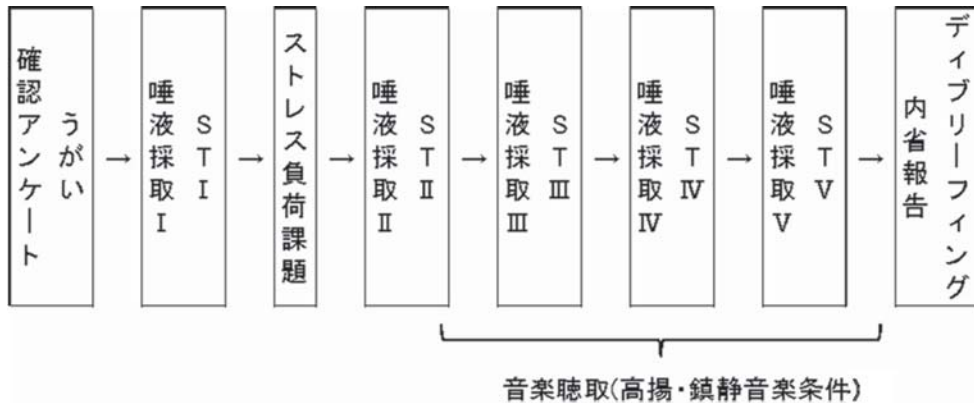 確認アンケート
うがい
→
唾液採取Ⅰ
STⅠ
→
ストレス負荷課題
→
唾液採取Ⅱ
STⅡ
→
唾液採取Ⅲ
STⅢ
→
唾液採取Ⅳ
STⅣ
→
唾液採取Ⅴ
STⅤ
→
内省報告
ディブリーフィング
音楽聴取(高揚・鎮静音楽条件)